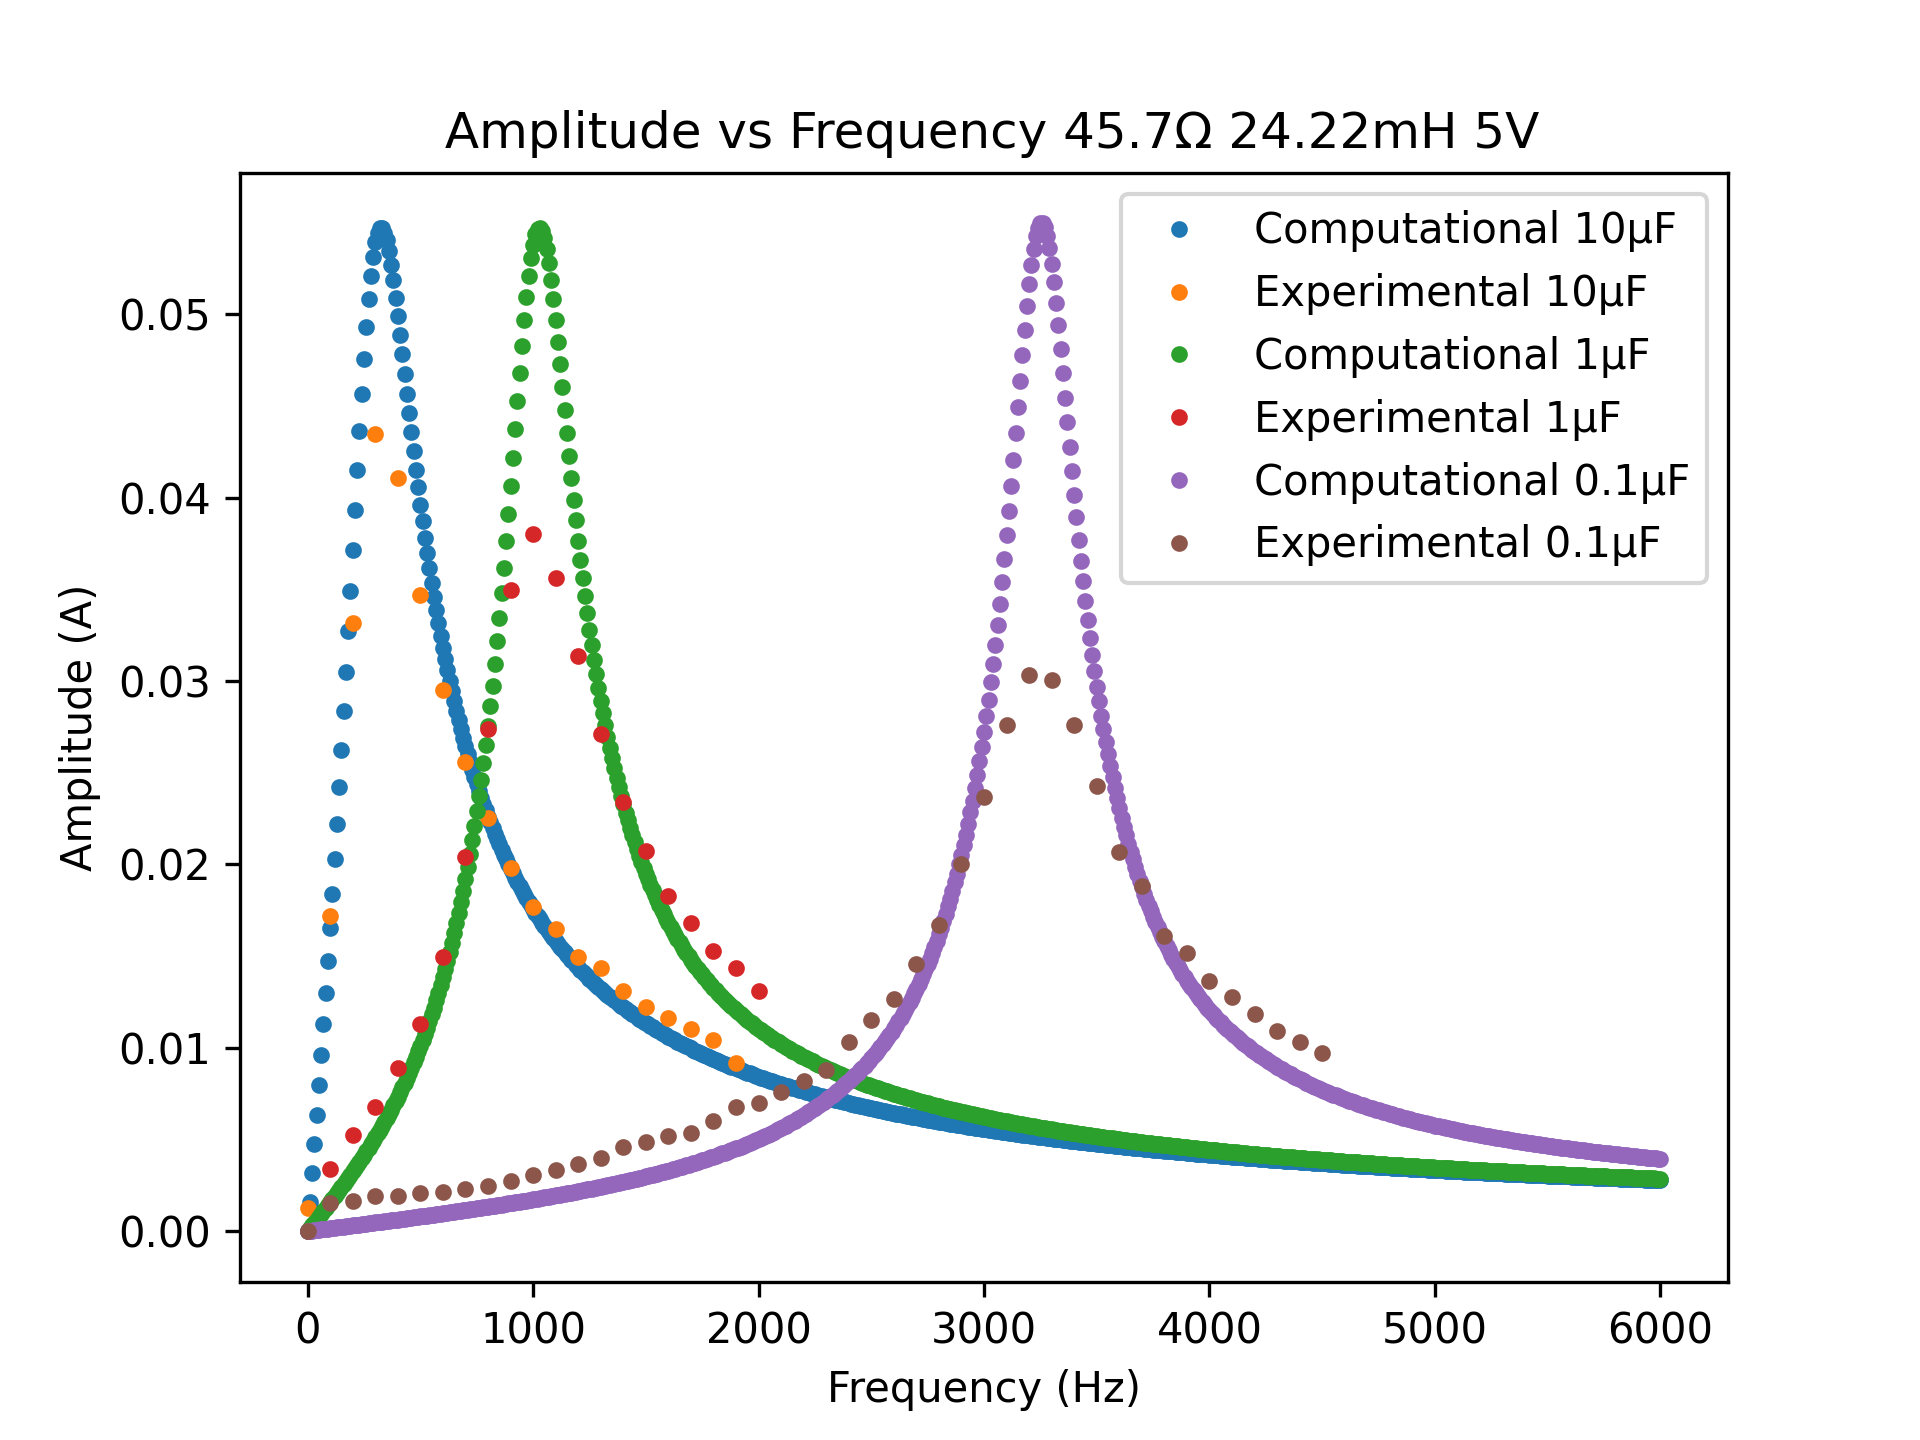 Amplitude vs Frequency 45.7Ω 24.22mH 5V
Computational 10μF
Experimental 10μF
Computational 1μF
Experimental 1μF
Computational 0.1μF
Experimental 0.1μF
Amplitude (A)
0.05
0.04
0.03
0.02
0.01
0.00
0 1000 2000 3000 4000 5000 6000
Frequency (Hz)